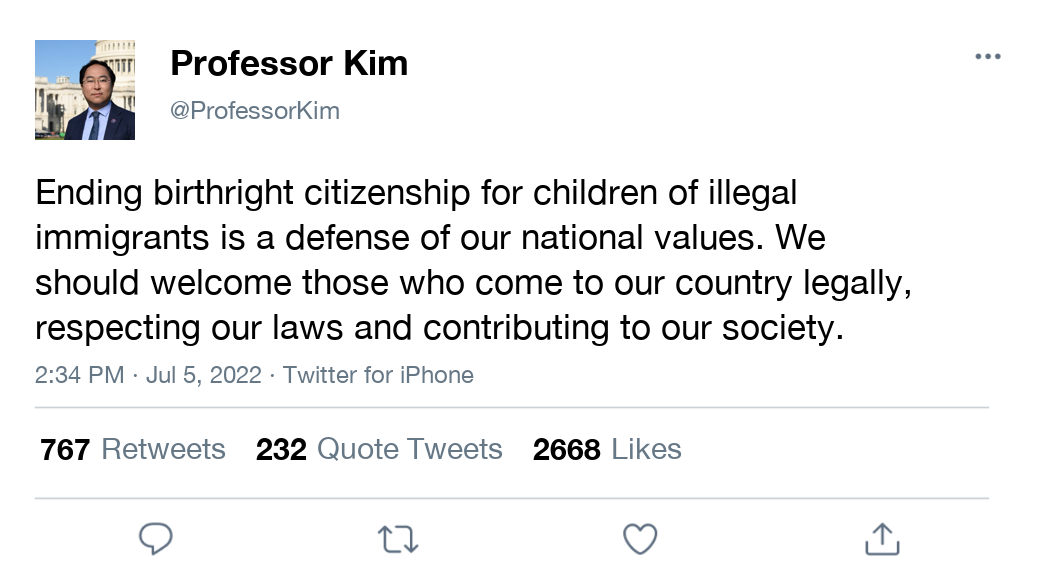 Professor Kim
@ProfessorKim
Ending birthright citizenship for children of illegal
immigrants is a defense of our national values. We
should welcome those who come to our country legally,
respecting our laws and contributing to our society.
2:34 PM · Jul 5, 2022 · Twitter for iPhone
767 Retweets 232 Quote Tweets 2668 Likes